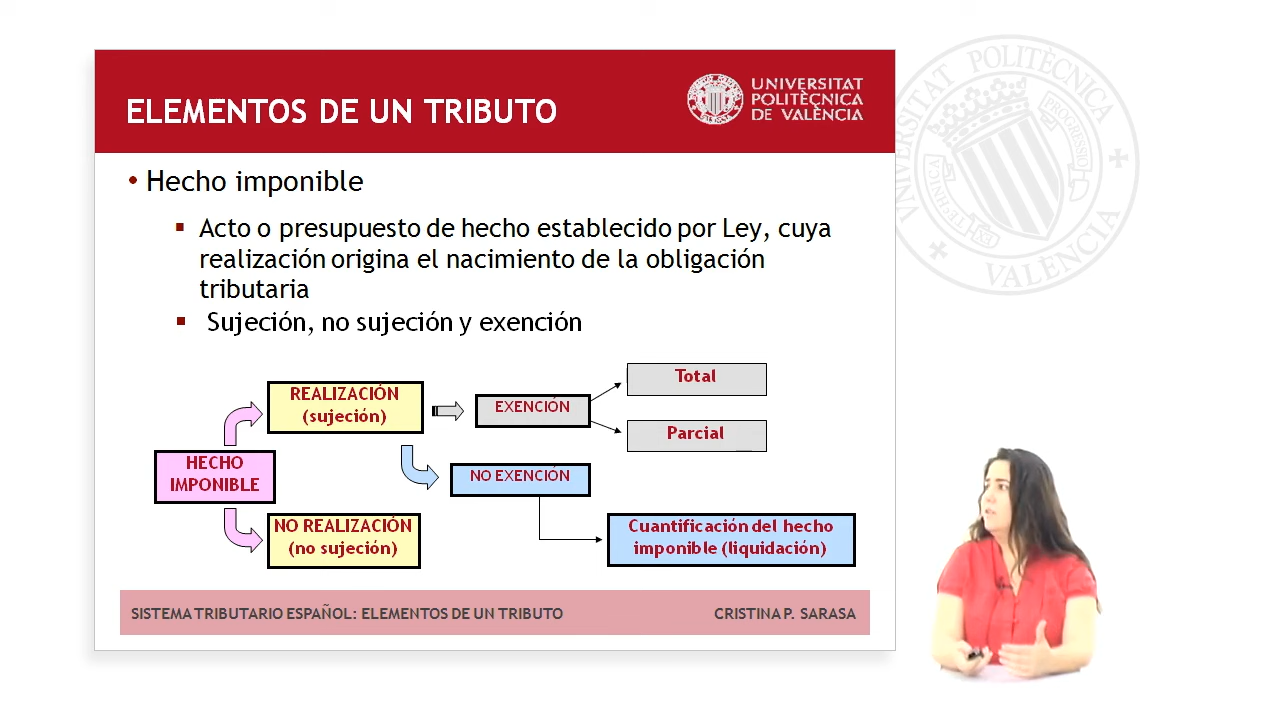 ELEMENTOS DE UN TRIBUTO
UNIVERSITAT
POLITÈCNICA
DE VALÈNCIA
• Hecho imponible
▪ Acto o presupuesto de hecho establecido por Ley, cuya
realización origina el nacimiento de la obligación
tributaria
▪ Sujeción, no sujeción y exención
Total
REALIZACIÓN
(sujeción)
EXENCIÓN
Parcial
HECHO
IMPONIBLE
NO EXENCIÓN
NO REALIZACIÓN
(no sujeción)
Cuantificación del hecho
imponible (liquidación)
SISTEMA TRIBUTARIO ESPAÑOL: ELEMENTOS DE UN TRIBUTO
CRISTINA P. SARASA
UNIVERSITAT POLITÈCNICA
VALÈNCIA